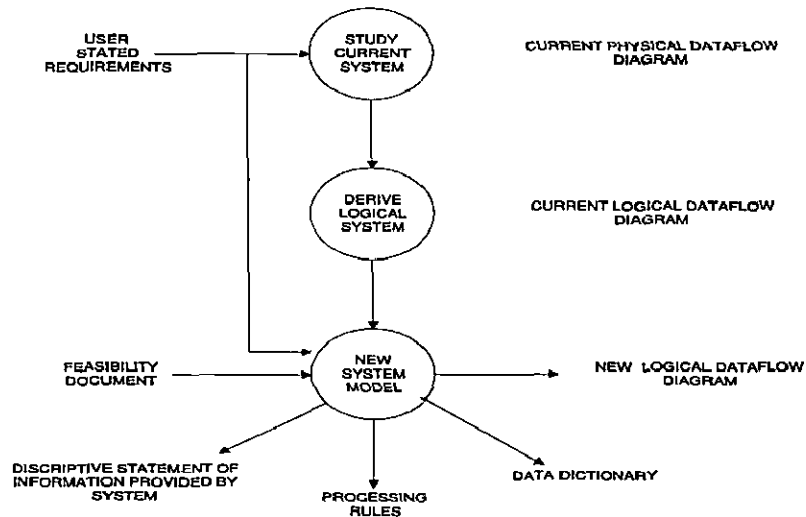 USER
STATED
REQUIREMENTS
STUDY
CURRENT
SYSTEM
CURRENT PHYSICAL DATAFLOW
DIAGRAM
DERIVE
LOGICAL
SYSTEM
CURRENT LOGICAL DATAFLOW
DIAGRAM
FEASIBILITY
DOCUMENT
NEW
SYSTEM
MODEL
NEW LOGICAL DATAFLOW
DIAGRAM
DISCRIPTIVE STATEMENT OF
INFORMATION PROVIDED BY
SYSTEM
PROCESSING
RULES
DATA DICTIONARY